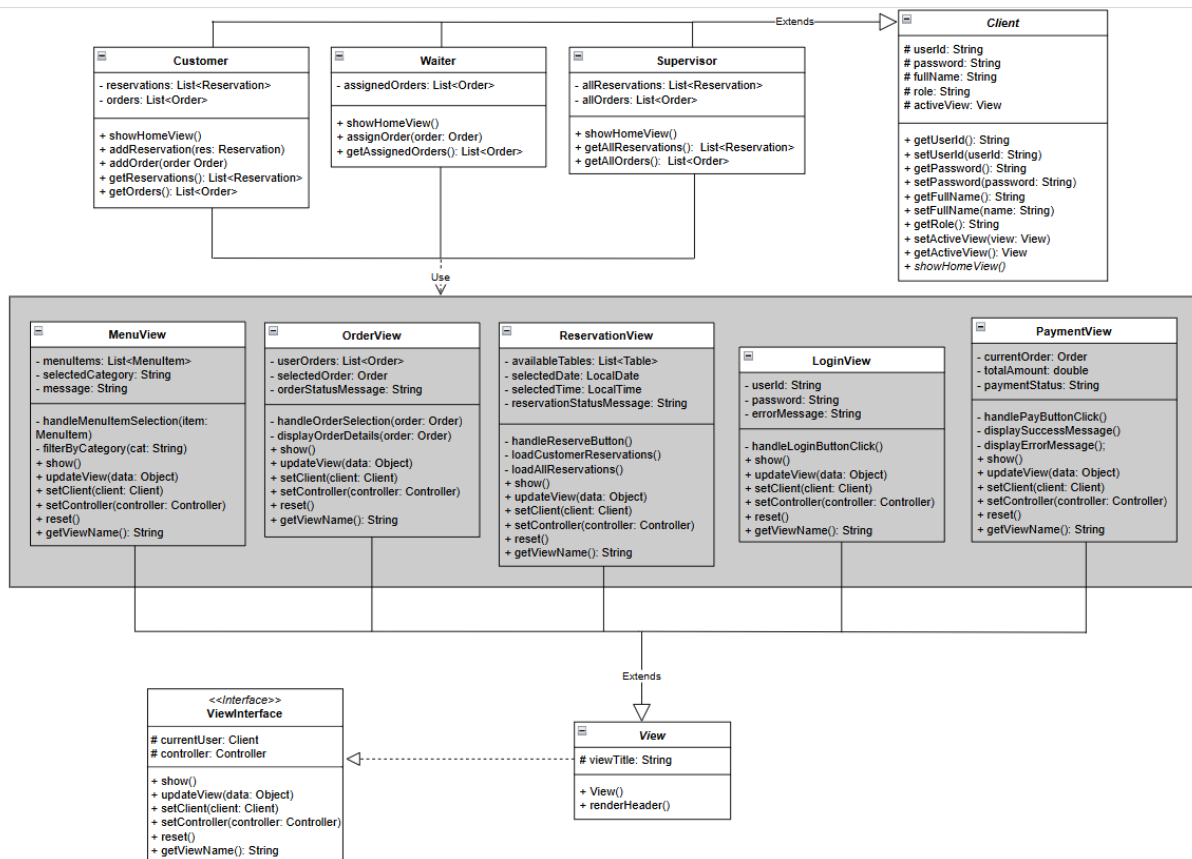 Extends
Customer
- reservations: List<Reservation>
- orders: List<Order>
+ showHomeView()
+ addReservation(res: Reservation)
+ addOrder(order Order)
+ getReservations(): List<Reservation>
+ getOrders(): List<Order>
Waiter
- assignedOrders: List<Order>
+ showHomeView()
+ assignOrder(order: Order)
+ getAssignedOrders(): List<Order>
Supervisor
- allReservations: List<Reservation>
- allOrders: List<Order>
+ showHomeView()
+ getAllReservations(): List<Reservation>
+ getAllOrders(): List<Order>
Client
# userId: String
# password: String
# fullName: String
# role: String
# activeView: View
+ getUserId(): String
+ setUserId(userId: String)
+ getPassword(): String
+ setPassword(password: String)
+ getFullName(): String
+ setFullName(name: String)
+ getRole(): String
+ setActiveView(view: View)
+ getActiveView(): View
+ showHomeView()
Use
MenuView
- menuItems: List<MenuItem>
- selectedCategory: String
- message: String
- handleMenuItemSelection(item:
MenuItem)
- filterByCategory(cat: String)
+ show()
+ updateView(data: Object)
+ setClient(client: Client)
+ setController(controller: Controller)
+ reset()
+ getViewName(): String
OrderView
- userOrders: List<Order>
- selectedOrder: Order
- orderStatusMessage: String
- handleOrderSelection(order: Order)
- displayOrderDetails(order: Order)
+ show()
+ updateView(data: Object)
+ setClient(client: Client)
+ setController(controller: Controller)
+ reset()
+ getViewName(): String
ReservationView
- availableTables: List<Table>
- selectedDate: LocalDate
- selectedTime: LocalTime
- reservationStatusMessage: String
- handleReserveButton()
- loadCustomerReservations()
- loadAllReservations()
+ show()
+ updateView(data: Object)
+ setClient(client: Client)
+ setController(controller: Controller)
+ reset()
+ getViewName(): String
LoginView
- userId: String
- password: String
- errorMessage: String
- handleLoginButtonClick()
+ show()
+ updateView(data: Object)
+ setClient(client: Client)
+ setController(controller: Controller)
+ reset()
+ getViewName(): String
PaymentView
- currentOrder: Order
- totalAmount: double
- paymentStatus: String
- handlePayButtonClick()
- displaySuccessMessage()
- displayErrorMessage();
+ show()
+ updateView(data: Object)
+ setClient(client: Client)
+ setController(controller: Controller)
+ reset()
+ getViewName(): String
Extends
<<Interface>>
ViewInterface
# currentUser: Client
# controller: Controller
+ show()
+ updateView(data: Object)
+ setClient(client: Client)
+ setController(controller: Controller)
+ reset()
+ getViewName(): String
View
# viewTitle: String
+ View()
+ renderHeader()